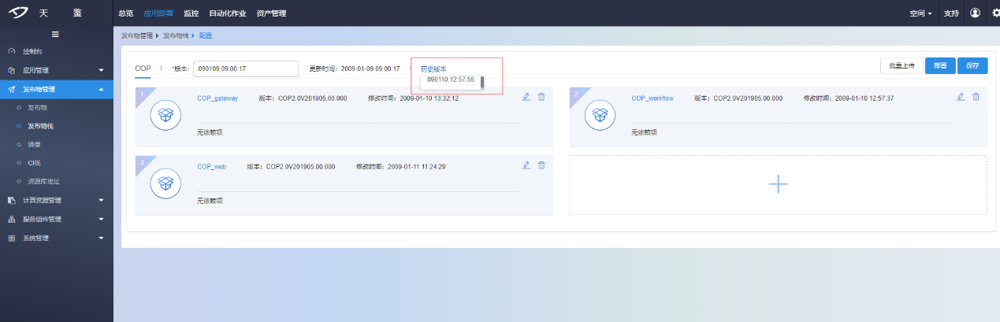 天鉴 总览 应用部署 监控 自动化作业 资产管理 空间 支持
发布物管理 发布物栈 配置
控制台
应用管理
发布物管理
发布物
发布物栈
镜像
CI栈
资源库地址
计算资源管理
服务组件管理
系统管理
COP *版本: 090109.09:00:17 更新时间: 2009-01-09 09:00:17 历史版本 批量上传 部署 保存
090110.12:57:55
1 COP_gateway 版本: COP2.0V201905.00.000 修改时间: 2009-01-10 13:32:12
无依赖项
2 COP_workflow 版本: COP2.0V201905.00.000 修改时间: 2009-01-10 12:57:37
无依赖项
3 COP_web 版本: COP2.0V201905.00.000 修改时间: 2009-01-11 11:24:29
无依赖项